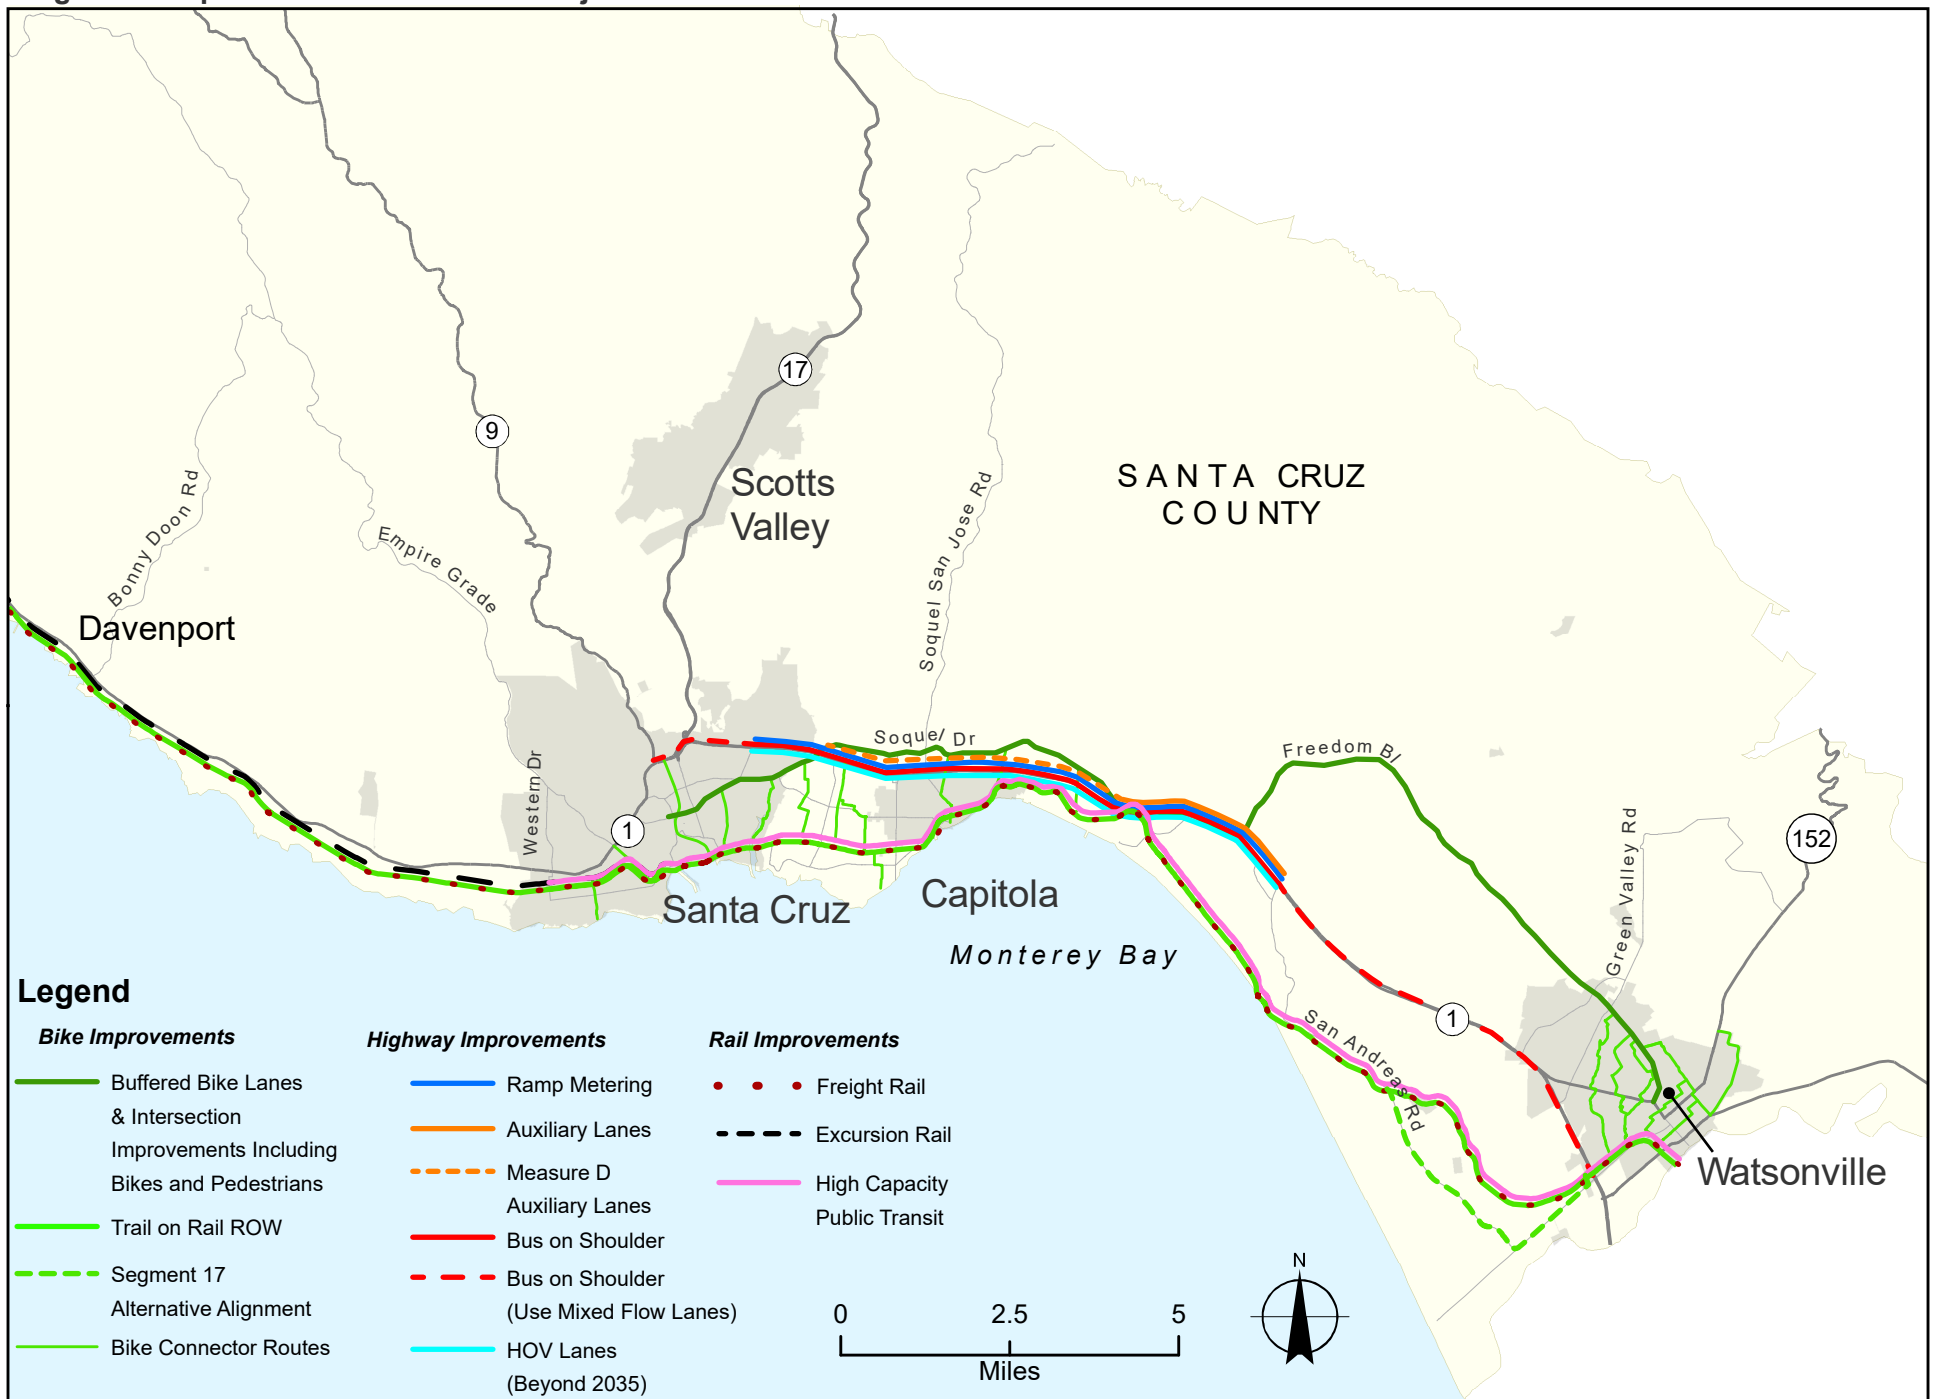 17
9
Scotts
Valley
SANTA CRUZ
COUNTY
Bonny Doon Rd
Empire Grade
Soquel San Jose Rd
Davenport
Soquel Dr
Freedom Bl
Western Dr
1
152
Green Valley Rd
Santa Cruz
Capitola
Monterey Bay
1
San Andreas Rd
Watsonville
Legend
Bike Improvements
Buffered Bike Lanes
& Intersection
Improvements Including
Bikes and Pedestrians
Trail on Rail ROW
Segment 17
Alternative Alignment
Bike Connector Routes
Highway Improvements
Ramp Metering
Auxiliary Lanes
Measure D
Auxiliary Lanes
Bus on Shoulder
Bus on Shoulder
(Use Mixed Flow Lanes)
HOV Lanes
(Beyond 2035)
Rail Improvements
Freight Rail
Excursion Rail
High Capacity
Public Transit
0 2.5 5
Miles
N